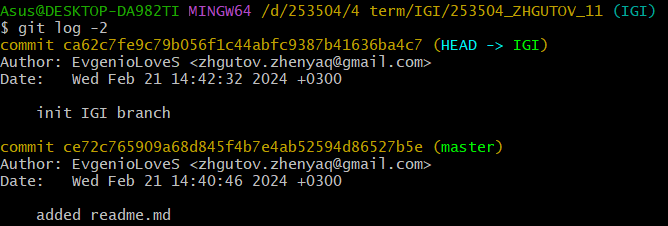 Asus@DESKTOP-DA982TI MINGW64 /d/253504/4 term/IGI/253504_ZHGUTOV_11 (IGI)
$ git log -2
commit ca62c7fe9c79b056f1c44abfc9387b41636ba4c7 (HEAD -> IGI)
Author: EvgenioLoveS <zhgutov.zhenyaq@gmail.com>
Date:   Wed Feb 21 14:42:32 2024 +0300

    init IGI branch

commit ce72c765909a68d845f4b7e4ab52594d86527b5e (master)
Author: EvgenioLoveS <zhgutov.zhenyaq@gmail.com>
Date:   Wed Feb 21 14:40:46 2024 +0300

    added readme.md